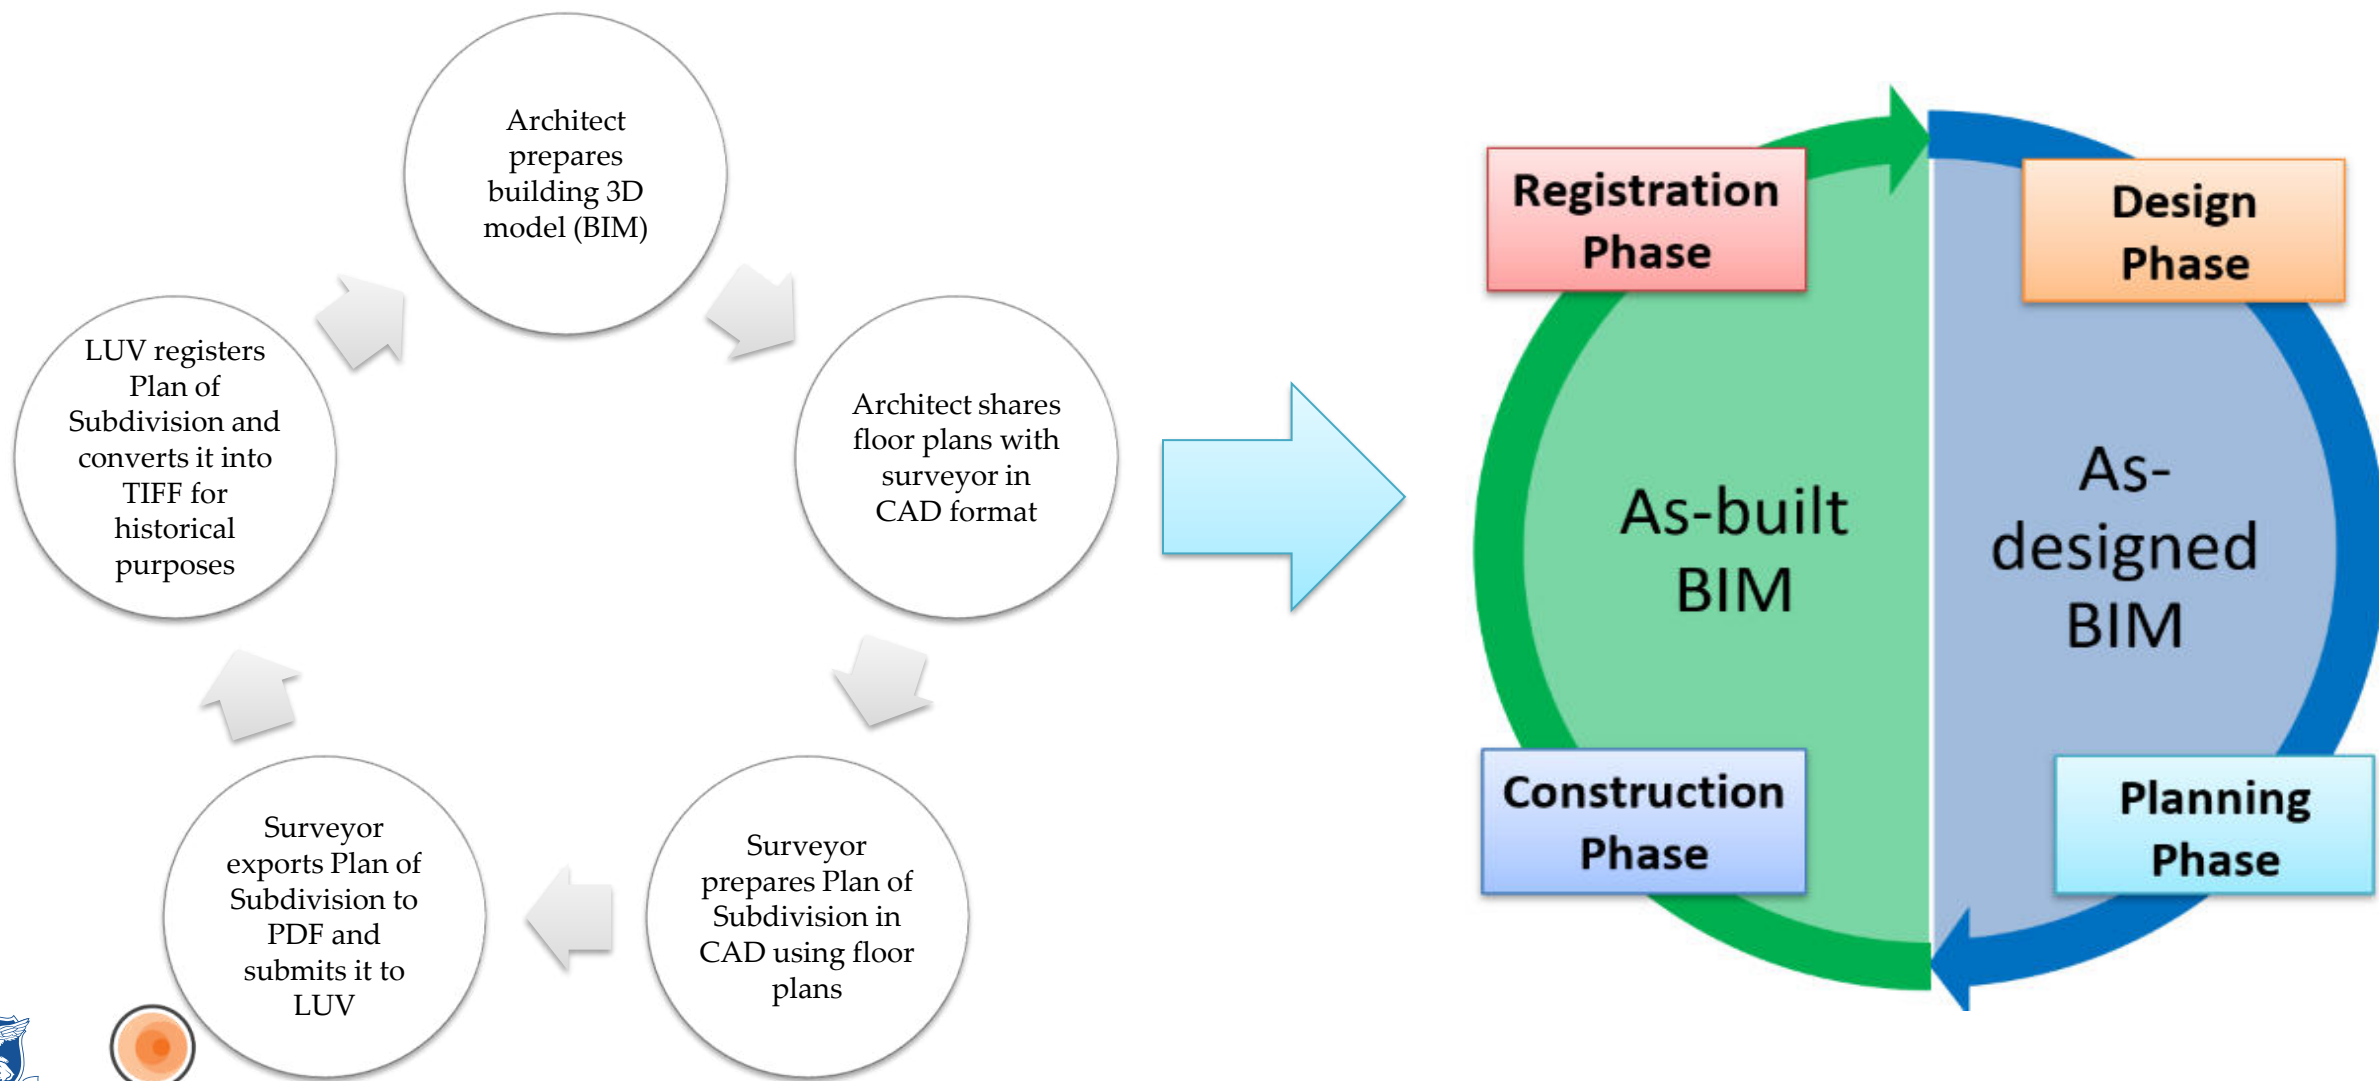 Architect
prepares
building 3D
model (BIM)
Architect shares
floor plans with
surveyor in
CAD format
Surveyor
prepares Plan of
Subdivision in
CAD using floor
plans
Surveyor
exports Plan of
Subdivision to
PDF and
submits it to
LUV
LUV registers
Plan of
Subdivision and
converts it into
TIFF for
historical
purposes
Registration
Phase
Design
Phase
As-built
BIM
As-
designed
BIM
Construction
Phase
Planning
Phase